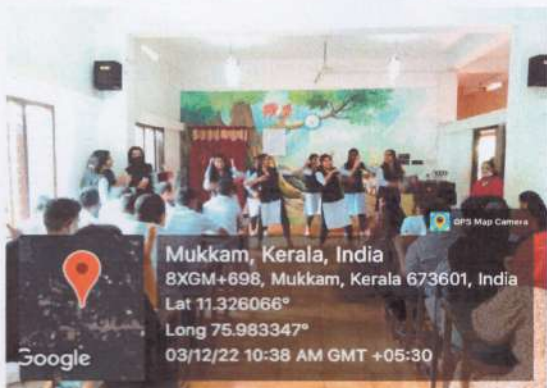 GPS Map Camera
Mukkam, Kerala, India
8XGM+698, Mukkam, Kerala 673601, India
Lat 11.326066°
Long 75.983347°
03/12/22 10:38 AM GMT +05:30
Google